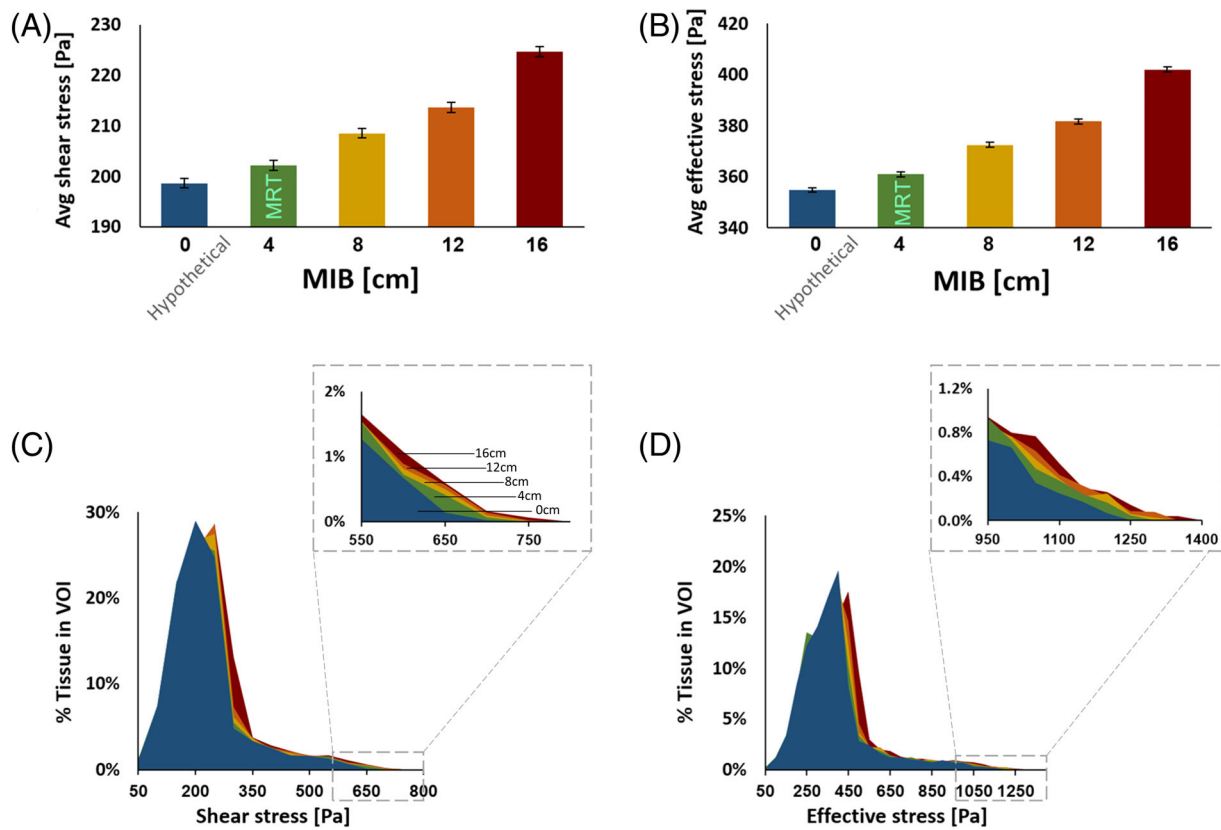 (A)
Avg shear stress [Pa]
230
220
210
200
190
MRT
0
4
8
12
16
Hypothetical
MIB [cm]
(B)
Avg effective stress [Pa]
420
400
380
360
340
MRT
0
4
8
12
16
Hypothetical
MIB [cm]
(C)
2%
1%
0%
16cm
12cm
8cm
4cm
0cm
550
650
750
% Tissue in VOI
30%
20%
10%
0%
50
200
350
450
650
800
Shear stress [Pa]
(D)
1.2%
0.8%
0.4%
0.0%
950
1100
1250
1400
% Tissue in VOI
25%
20%
15%
10%
5%
0%
50
250
450
650
850
1050
1250
Effective stress [Pa]